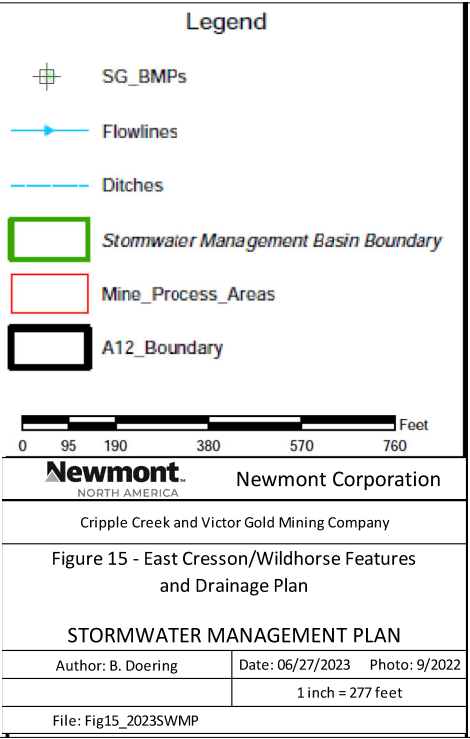 Legend
SG_BMPs
Flowlines
Ditches
Stormwater Management Basin Boundary
Mine_Process_Areas
A12_Boundary
Feet
0 95 190 380 570 760
Newmont™
NORTH AMERICA
Newmont Corporation
Cripple Creek and Victor Gold Mining Company
Figure 15 - East Cresson/Wildhorse Features
and Drainage Plan
STORMWATER MANAGEMENT PLAN
Author: B. Doering
Date: 06/27/2023 Photo: 9/2022
1 inch = 277 feet
File: Fig15_2023SWMP